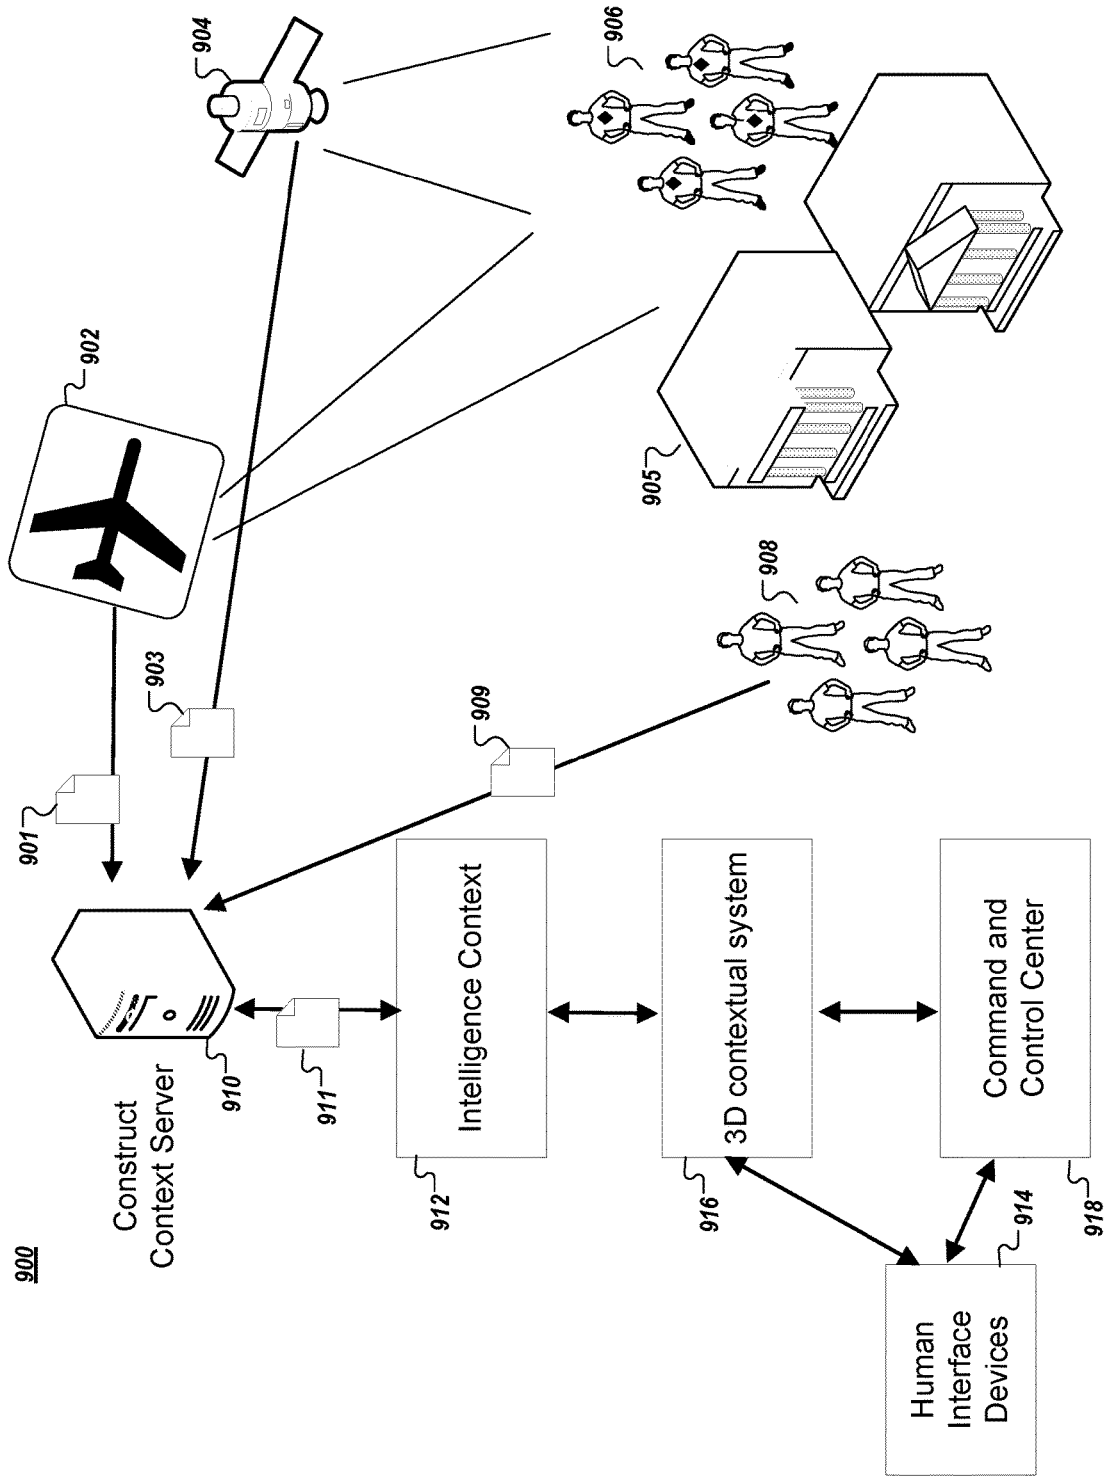 900
901
902
903
904
Construct
Context Server
910
911
912
Intelligence Context
909
906
905
916
3D contextual system
908
Human
Interface
Devices
914
Command and
Control Center
918